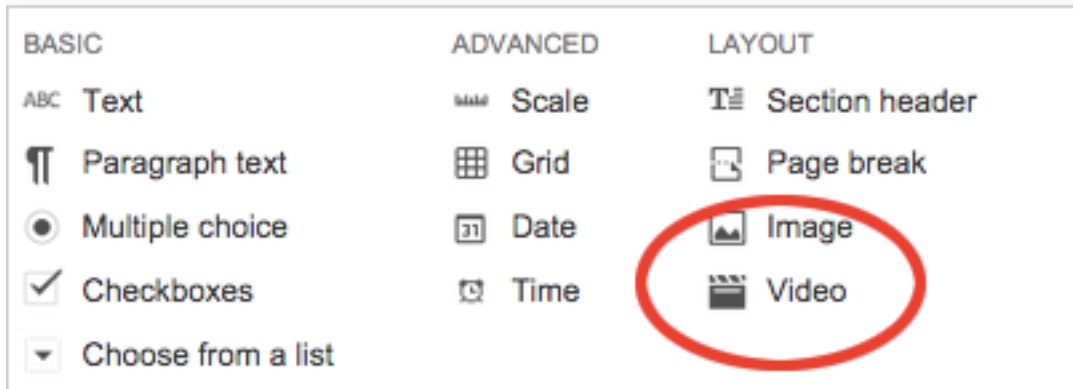 BASIC ADVANCED LAYOUT
ABC Text Scale Section header
Paragraph text Grid Page break
Multiple choice 31 Date Image
Checkboxes Time Video
Choose from a list